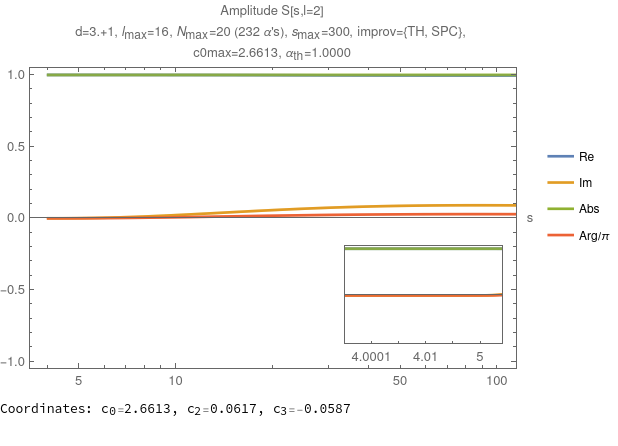 Amplitude S[s,l=2]
d=3.+1, lmax=16, Nmax=20 (232 α's), smax=300, improv={TH, SPC},
c0max=2.6613, αth=1.0000
1.0
0.5
0.0
−0.5
−1.0
5
10
50
100
s
4.0001
4.01
5
Re
Im
Abs
Arg/π
Coordinates: c0=2.6613, c2=0.0617, c3=−0.0587